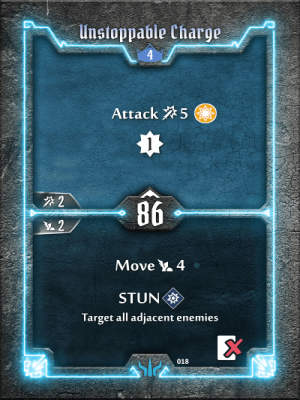 Unstoppable Charge
4
Attack 5
1
2
86
2
Move 4
STUN
Target all adjacent enemies
018